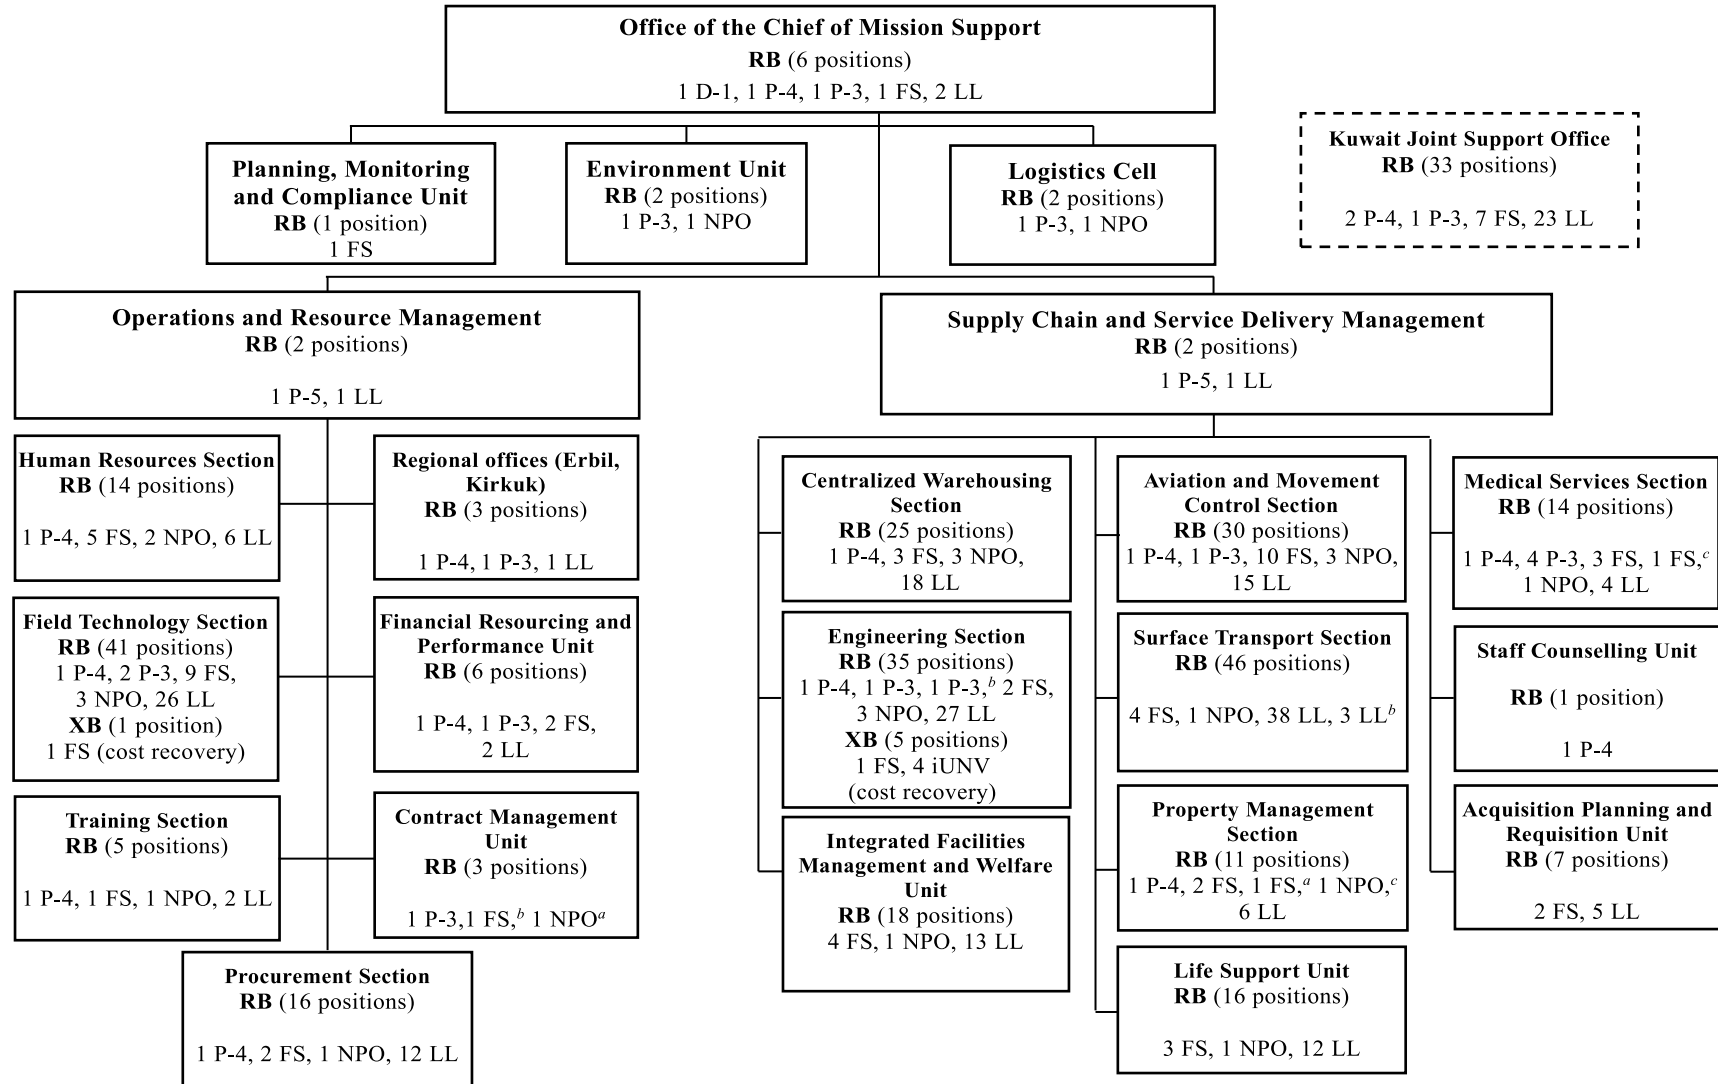 Office of the Chief of Mission Support
RB (6 positions)
1 D-1, 1 P-4, 1 P-3, 1 FS, 2 LL
Kuwait Joint Support Office
RB (33 positions)
2 P-4, 1 P-3, 7 FS, 23 LL
Planning, Monitoring
and Compliance Unit
RB (1 position)
1 FS
Environment Unit
RB (2 positions)
1 P-3, 1 NPO
Logistics Cell
RB (2 positions)
1 P-3, 1 NPO
Operations and Resource Management
RB (2 positions)
1 P-5, 1 LL
Supply Chain and Service Delivery Management
RB (2 positions)
1 P-5, 1 LL
Human Resources Section
RB (14 positions)
1 P-4, 5 FS, 2 NPO, 6 LL
Regional offices (Erbil,
Kirkuk)
RB (3 positions)
1 P-4, 1 P-3, 1 LL
Field Technology Section
RB (41 positions)
1 P-4, 2 P-3, 9 FS,
3 NPO, 26 LL
XB (1 position)
1 FS (cost recovery)
Financial Resourcing and
Performance Unit
RB (6 positions)
1 P-4, 1 P-3, 2 FS,
2 LL
Training Section
RB (5 positions)
1 P-4, 1 FS, 1 NPO, 2 LL
Contract Management
Unit
RB (3 positions)
1 P-3,1 FS,b 1 NPOa
Procurement Section
RB (16 positions)
1 P-4, 2 FS, 1 NPO, 12 LL
Centralized Warehousing
Section
RB (25 positions)
1 P-4, 3 FS, 3 NPO,
18 LL
Engineering Section
RB (35 positions)
1 P-4, 1 P-3, 1 P-3,b 2 FS,
3 NPO, 27 LL
XB (5 positions)
1 FS, 4 iUNV
(cost recovery)
Integrated Facilities
Management and Welfare
Unit
RB (18 positions)
4 FS, 1 NPO, 13 LL
Aviation and Movement
Control Section
RB (30 positions)
1 P-4, 1 P-3, 10 FS, 3 NPO,
15 LL
Surface Transport Section
RB (46 positions)
4 FS, 1 NPO, 38 LL, 3 LLb
Property Management
Section
RB (11 positions)
1 P-4, 2 FS, 1 FS,a 1 NPO,c
6 LL
Life Support Unit
RB (16 positions)
3 FS, 1 NPO, 12 LL
Medical Services Section
RB (14 positions)
1 P-4, 4 P-3, 3 FS, 1 FS,c
1 NPO, 4 LL
Staff Counselling Unit
RB (1 position)
1 P-4
Acquisition Planning and
Requisition Unit
RB (7 positions)
2 FS, 5 LL